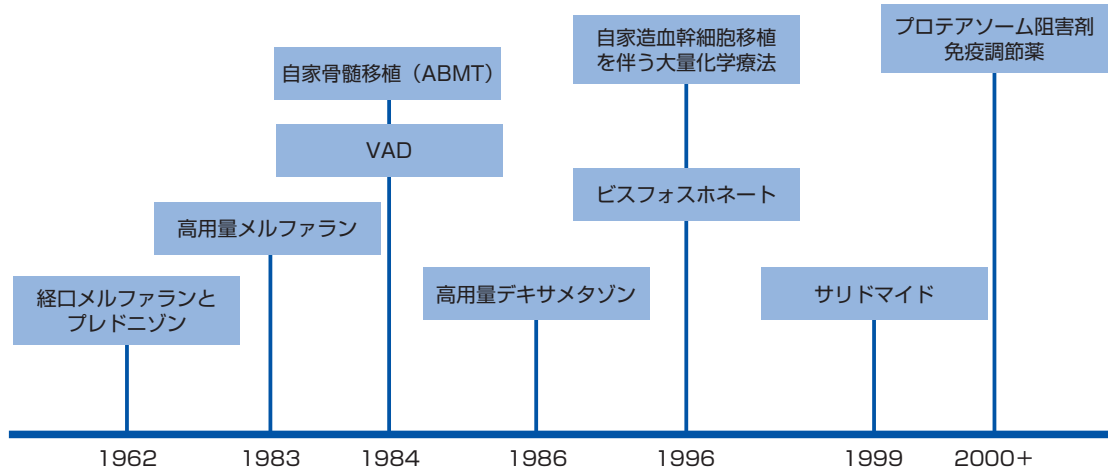 プロテアソーム阻害剤
免疫調節薬
自家造血幹細胞移植
を伴う大量化学療法
自家骨髄移植（ABMT）
VAD
ビスフォスホネート
高用量メルファラン
経口メルファランと
プレドニゾン
高用量デキサメタゾン
サリドマイド
1962
1983
1984
1986
1996
1999
2000+